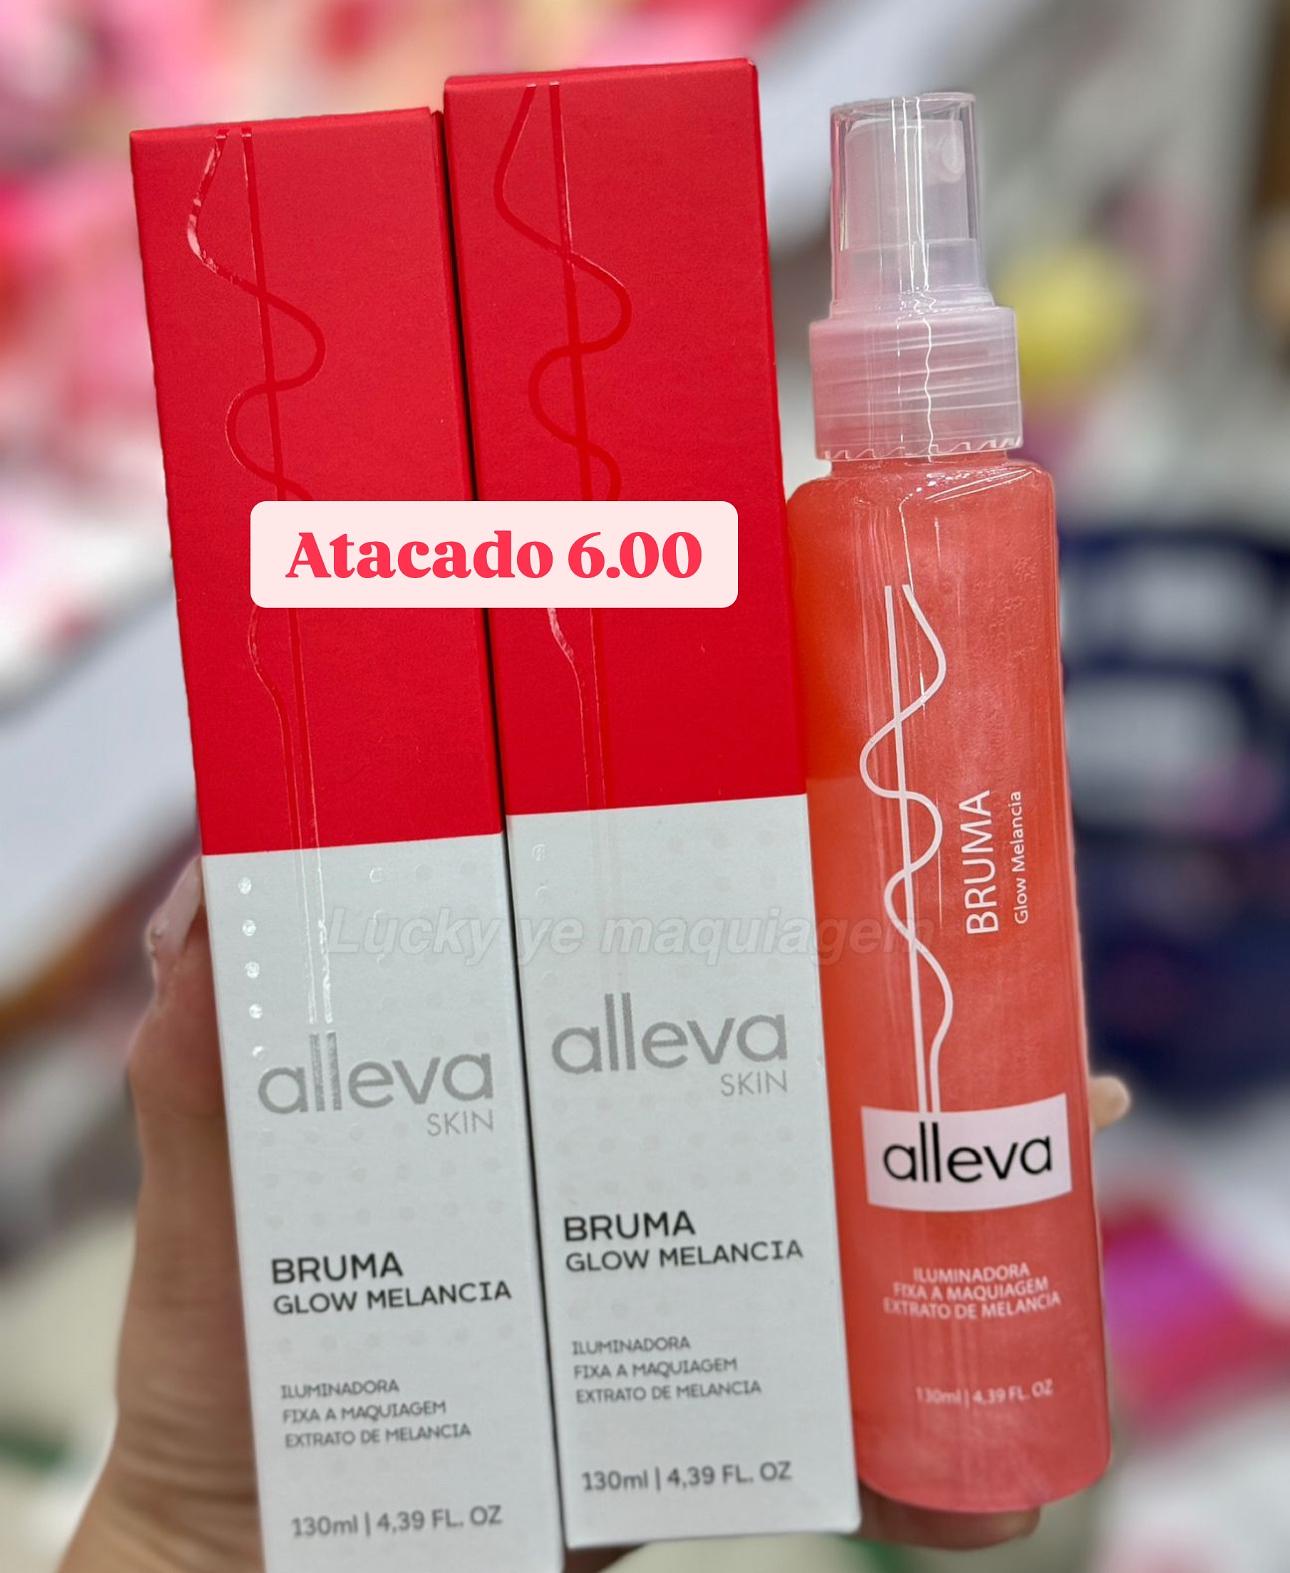 Atacado 6.00
Lucky ye maquiagem
alleva
SKIN
BRUMA
GLOW MELANCIA
ILUMINADORA
FIXA A MAQUIAGEM
EXTRATO DE MELANCIA
130ml | 4,39 FL. OZ
alleva
SKIN
BRUMA
GLOW MELANCIA
ILUMINADORA
FIXA A MAQUIAGEM
EXTRATO DE MELANCIA
130ml | 4,39 FL. OZ
BRUMA
Glow Melancia
alleva
ILUMINADORA
FIXA A MAQUIAGEM
EXTRATO DE MELANCIA
130ml | 4,39 FL. OZ